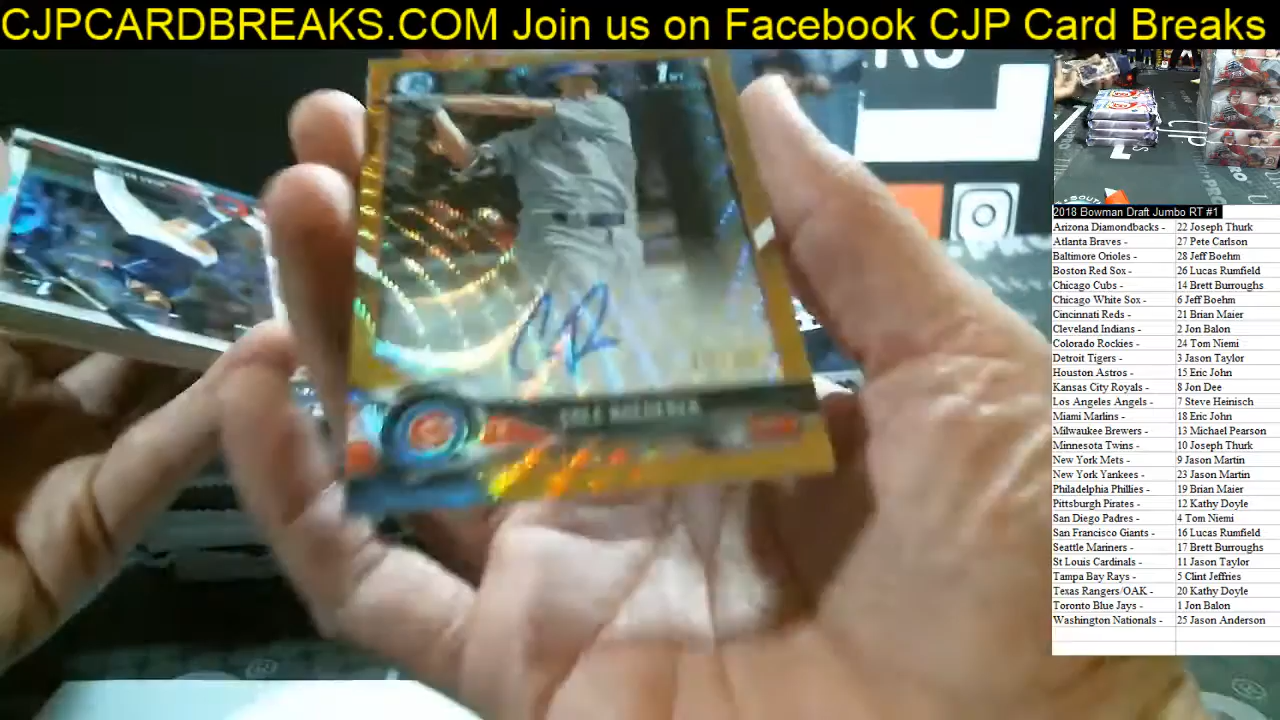 CJPCARDBREAKS.COM Join us on Facebook CJP Card Breaks
1ST
2018 Bowman Draft Jumbo RT #1
Arizona Diamondbacks - 22 Joseph Thurk
Atlanta Braves - 27 Pete Carlson
Baltimore Orioles - 28 Jeff Boehm
Boston Red Sox - 26 Lucas Rumfield
Chicago Cubs - 14 Brett Burroughs
Chicago White Sox - 6 Jeff Boehm
Cincinnati Reds - 21 Brian Maier
Cleveland Indians - 2 Jon Balon
Colorado Rockies - 24 Tom Niemi
Detroit Tigers - 3 Jason Taylor
Houston Astros - 15 Eric John
Kansas City Royals - 8 Jon Dee
Los Angeles Angels - 7 Steve Heinisch
Miami Marlins - 18 Eric John
Milwaukee Brewers - 13 Michael Pearson
Minnesota Twins - 10 Joseph Thurk
New York Mets - 9 Jason Martin
New York Yankees - 23 Jason Martin
Philadelphia Phillies - 19 Brian Maier
Pittsburgh Pirates - 12 Kathy Doyle
San Diego Padres - 4 Tom Niemi
San Francisco Giants - 16 Lucas Rumfield
Seattle Mariners - 17 Brett Burroughs
St Louis Cardinals - 11 Jason Taylor
Tampa Bay Rays - 5 Clint Jeffries
Texas Rangers/OAK - 20 Kathy Doyle
Toronto Blue Jays - 1 Jon Balon
Washington Nationals - 25 Jason Anderson